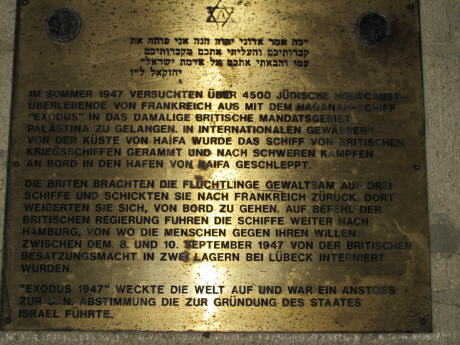 "כה אמר אדוני יהוה הנה אני פותח את
קברותיכם והעליתי אתכם מקברותיכם
עמי והבאתי אתכם אל אדמת ישראל"
יחזקאל ל"ז
IM SOMMER 1947 VERSUCHTEN ÜBER 4500 JÜDISCHE HOLOCAUST-
ÜBERLEBENDE VON FRANKREICH AUS MIT DEM HAGANAH-SCHIFF
"EXODUS" IN DAS DAMALIGE BRITISCHE MANDATSGEBIET
PALÄSTINA ZU GELANGEN. IN INTERNATIONALEN GEWÄSSERN
VOR DER KÜSTE VON HAIFA WURDE DAS SCHIFF VON BRITISCHEN
KRIEGSSCHIFFEN GERAMMT UND NACH SCHWEREN KÄMPFEN
AN BORD IN DEN HAFEN VON HAIFA GESCHLEPPT.
DIE BRITEN BRACHTEN DIE FLÜCHTLINGE GEWALTSAM AUF DREI
SCHIFFE UND SCHICKTEN SIE NACH FRANKREICH ZURÜCK. DORT
WEIGERTEN SIE SICH, VON BORD ZU GEHEN. AUF BEFEHL DER
BRITISCHEN REGIERUNG FUHREN DIE SCHIFFE WEITER NACH
HAMBURG, VON WO DIE MENSCHEN GEGEN IHREN WILLEN
ZWISCHEN DEM 8. UND 10. SEPTEMBER 1947 VON DER BRITISCHEN
BESATZUNGSMACHT IN ZWEI LAGERN BEI LÜBECK INTERNIERT
WURDEN.
"EXODUS 1947" WECKTE DIE WELT AUF UND WAR EIN ANSTOSS
ZUR U.N. ABSTIMMUNG DIE ZUR GRÜNDUNG DES STAATES
ISRAEL FÜHRTE.